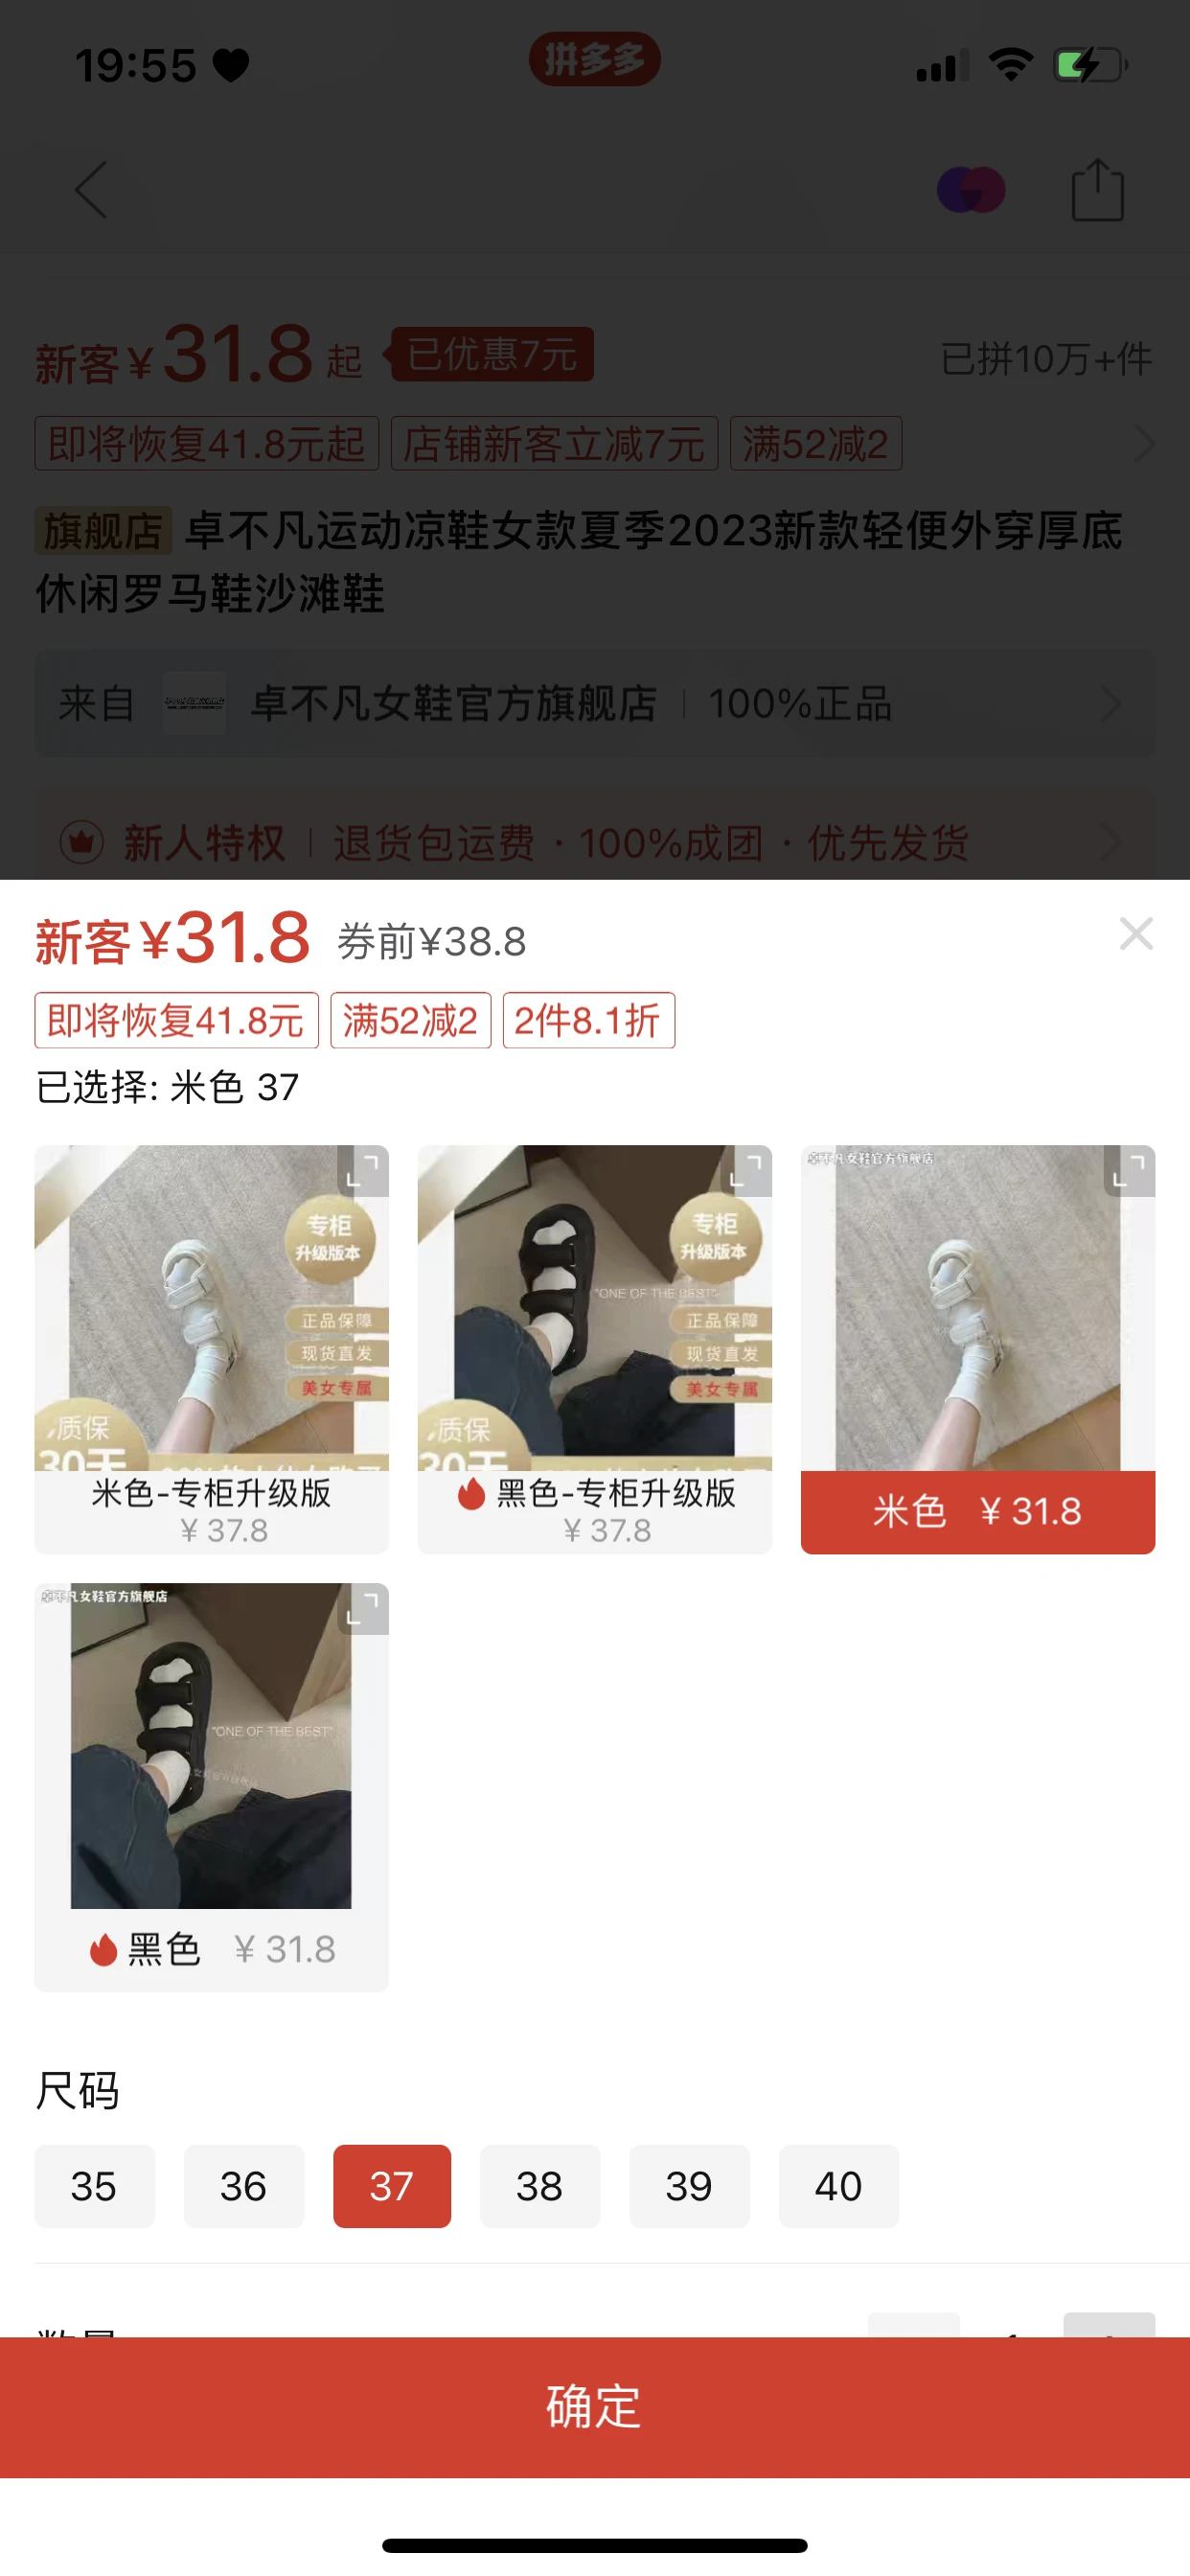 19:55
拼多多
新客¥31.8起 已优惠7元 已拼10万+件
即将恢复41.8元起 店铺新客立减7元 满52减2
旗舰店 卓不凡运动凉鞋女款夏季2023新款轻便外穿厚底
休闲罗马鞋沙滩鞋
来自 卓不凡女鞋官方旗舰店 100%正品
新人特权 退货包运费 · 100%成团 · 优先发货
新客¥31.8 券前¥38.8
即将恢复41.8元 满52减2 2件8.1折
已选择: 米色 37
专柜
升级版本
正品保障
现货直发
美女专属
质保
30天
米色-专柜升级版
¥ 37.8
专柜
升级版本
"ONE OF THE BEST"
正品保障
现货直发
美女专属
质保
30天
黑色-专柜升级版
¥ 37.8
卓不凡女鞋官方旗舰店
米色 ¥ 31.8
卓不凡女鞋官方旗舰店
"ONE OF THE BEST"
黑色 ¥ 31.8
尺码
35 36 37 38 39 40
确定